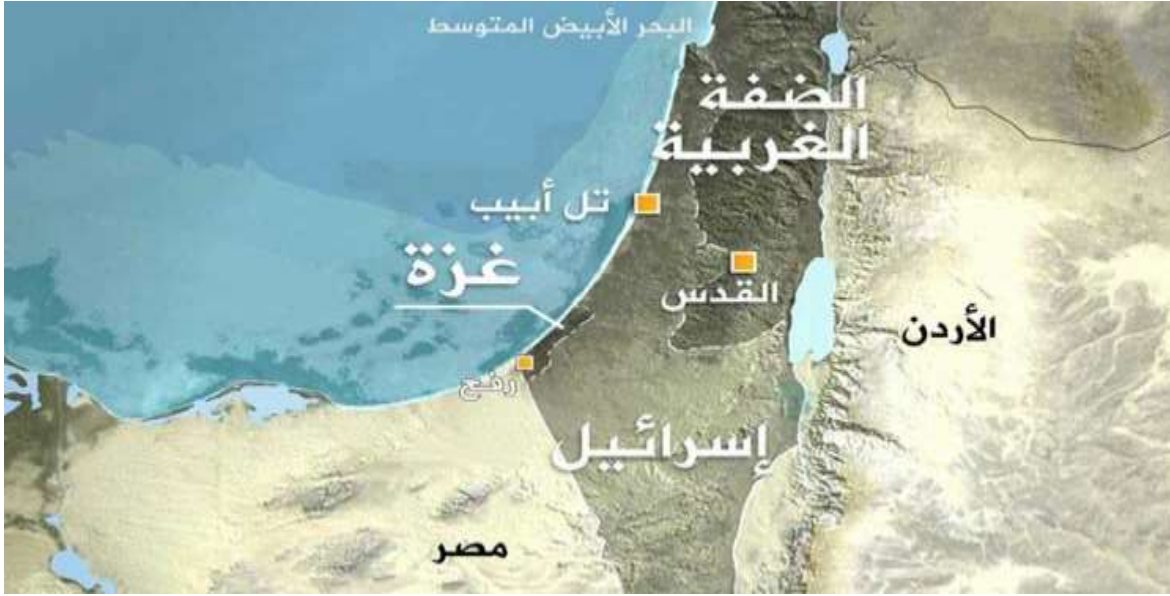 البحر الأبيض المتوسط
الضفة
الغربية
تل أبيب
غزة
القدس
الأردن
رفح
إسرائيل
مصر